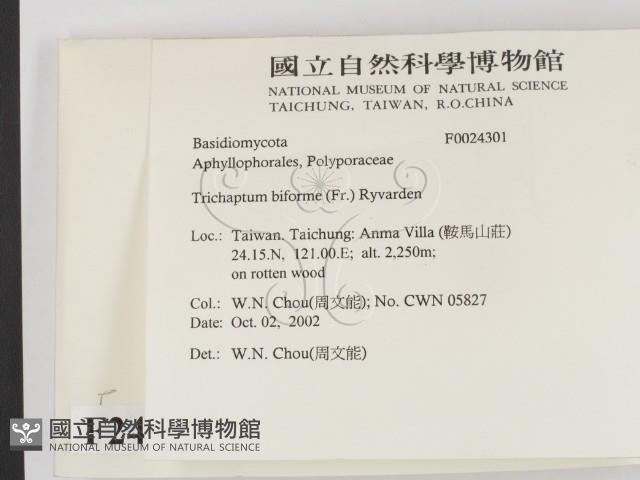 國立自然科學博物館
NATIONAL MUSEUM OF NATURAL SCIENCE
TAICHUNG, TAIWAN, R.O.CHINA
Basidiomycota F0024301
Aphyllophorales, Polyporaceae
Trichaptum biforme (Fr.) Ryvarden
Loc.: Taiwan, Taichung: Anma Villa (鞍馬山莊)
24.15.N, 121.00.E; alt. 2,250m;
on rotten wood
Col.: W.N. Chou(周文能); No. CWN 05827
Date: Oct. 02, 2002
Det.: W.N. Chou(周文能)
F24
國立自然科學博物館
NATIONAL MUSEUM OF NATURAL SCIENCE